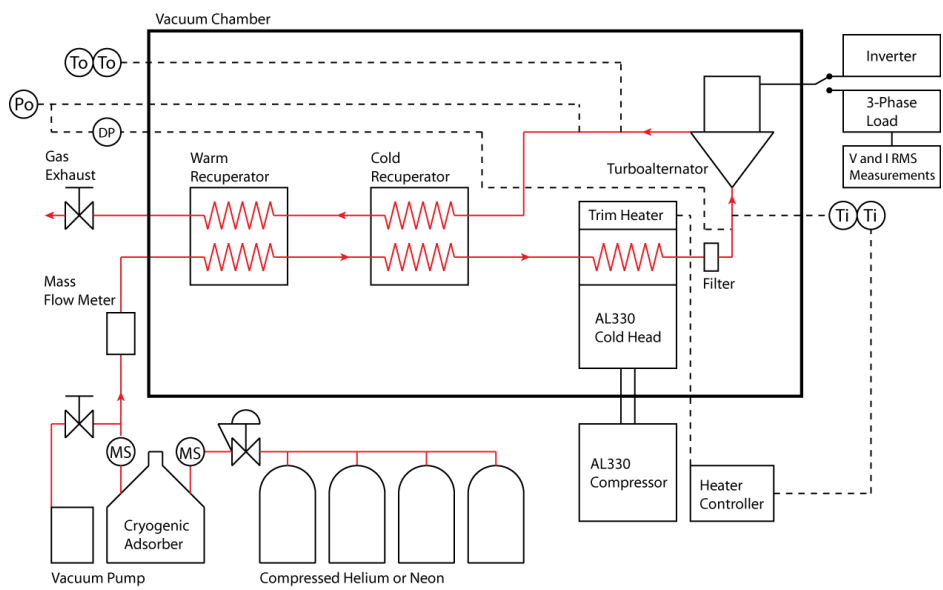 Vacuum Chamber
To To
Inverter
Po
3-Phase
Load
DP
V and I RMS
Measurements
Gas
Exhaust
Warm
Recuperator
Cold
Recuperator
Turboalternator
Trim Heater
Ti Ti
Mass
Flow Meter
Filter
AL330
Cold Head
MS
MS
AL330
Compressor
Heater
Controller
Cryogenic
Adsorber
Vacuum Pump
Compressed Helium or Neon